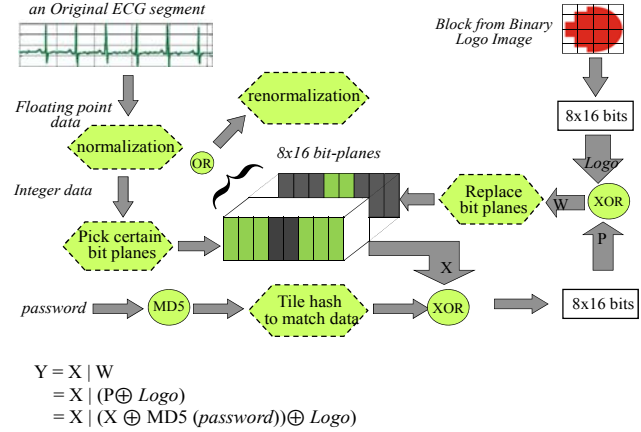 an Original ECG segment
Block from Binary
Logo Image
Floating point
data
renormalization
8x16 bits
normalization
OR
8x16 bit-planes
Logo
Integer data
Replace
bit planes
W
XOR
Pick certain
bit planes
P
X
password
MD5
Tile hash
to match data
XOR
8x16 bits
Y = X | W
= X | (P⊕ Logo)
= X | (X ⊕ MD5 (password))⊕ Logo)